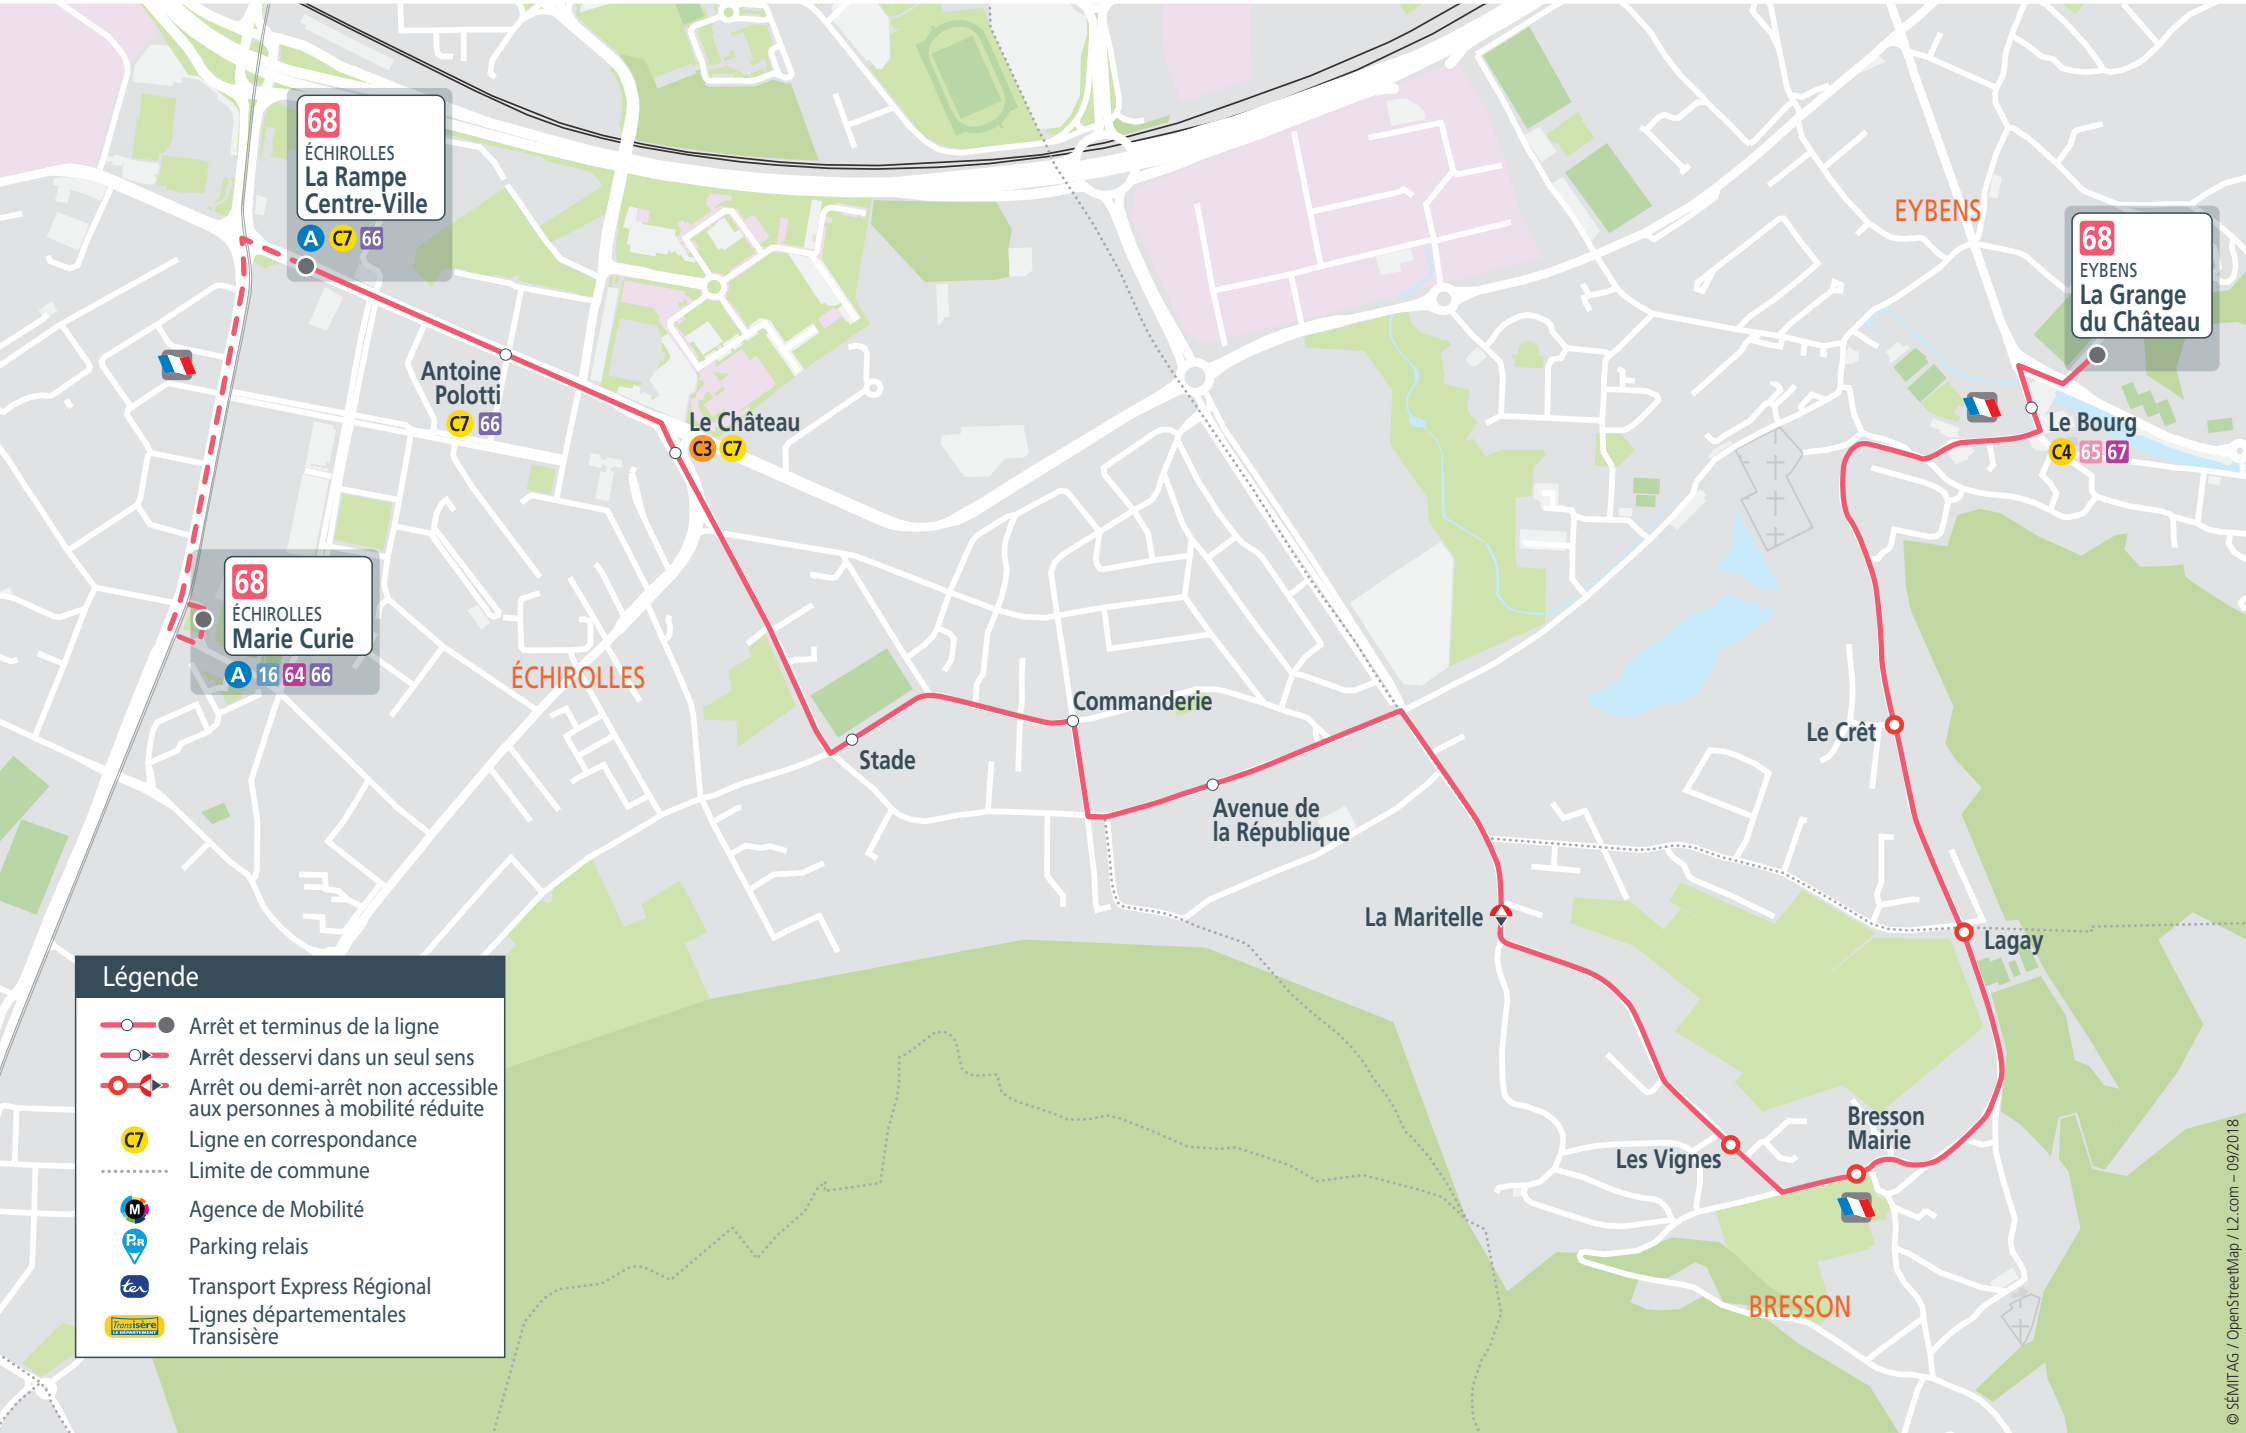 68
ÉCHIROLLES
La Rampe
Centre-Ville
A C7 66
EYBENS
68
EYBENS
La Grange
du Château
Antoine
Polotti
C7 66
Le Château
C3 C7
Le Bourg
C4 65 67
68
ÉCHIROLLES
Marie Curie
A 16 64 66
ÉCHIROLLES
Commanderie
Stade
Le Crêt
Avenue de
la République
La Maritelle
Lagay
Bresson
Mairie
Les Vignes
BRESSON
Légende
Arrêt et terminus de la ligne
Arrêt desservi dans un seul sens
Arrêt ou demi-arrêt non accessible
aux personnes à mobilité réduite
C7 Ligne en correspondance
Limite de commune
M Agence de Mobilité
P+R Parking relais
ter Transport Express Régional
Lignes départementales
Transisère
Transisère
LE DÉPARTEMENT
© SÉMITAG / OpenStreetMap / L2.com – 09/2018